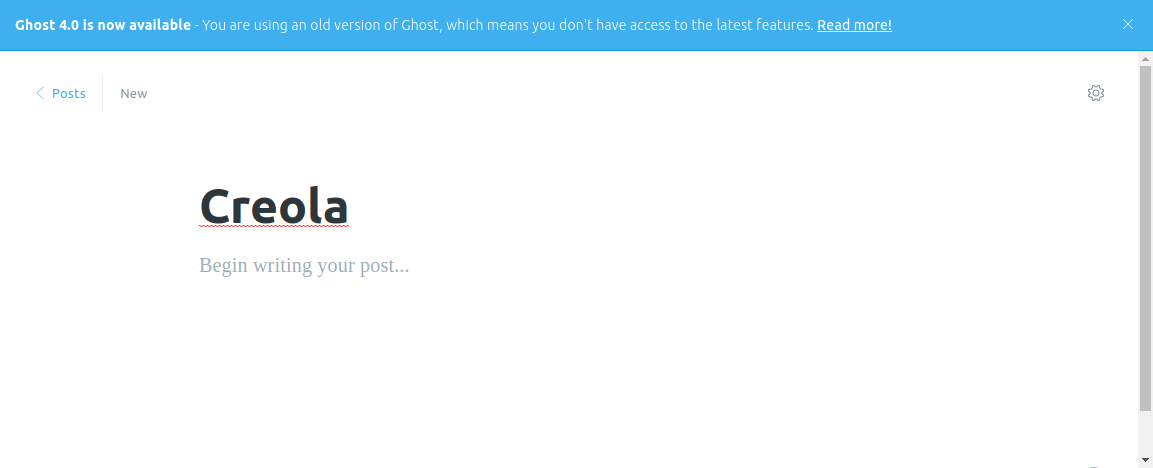 Ghost 4.0 is now available - You are using an old version of Ghost, which means you don't have access to the latest features. Read more!
Posts
New
Creola
Begin writing your post...